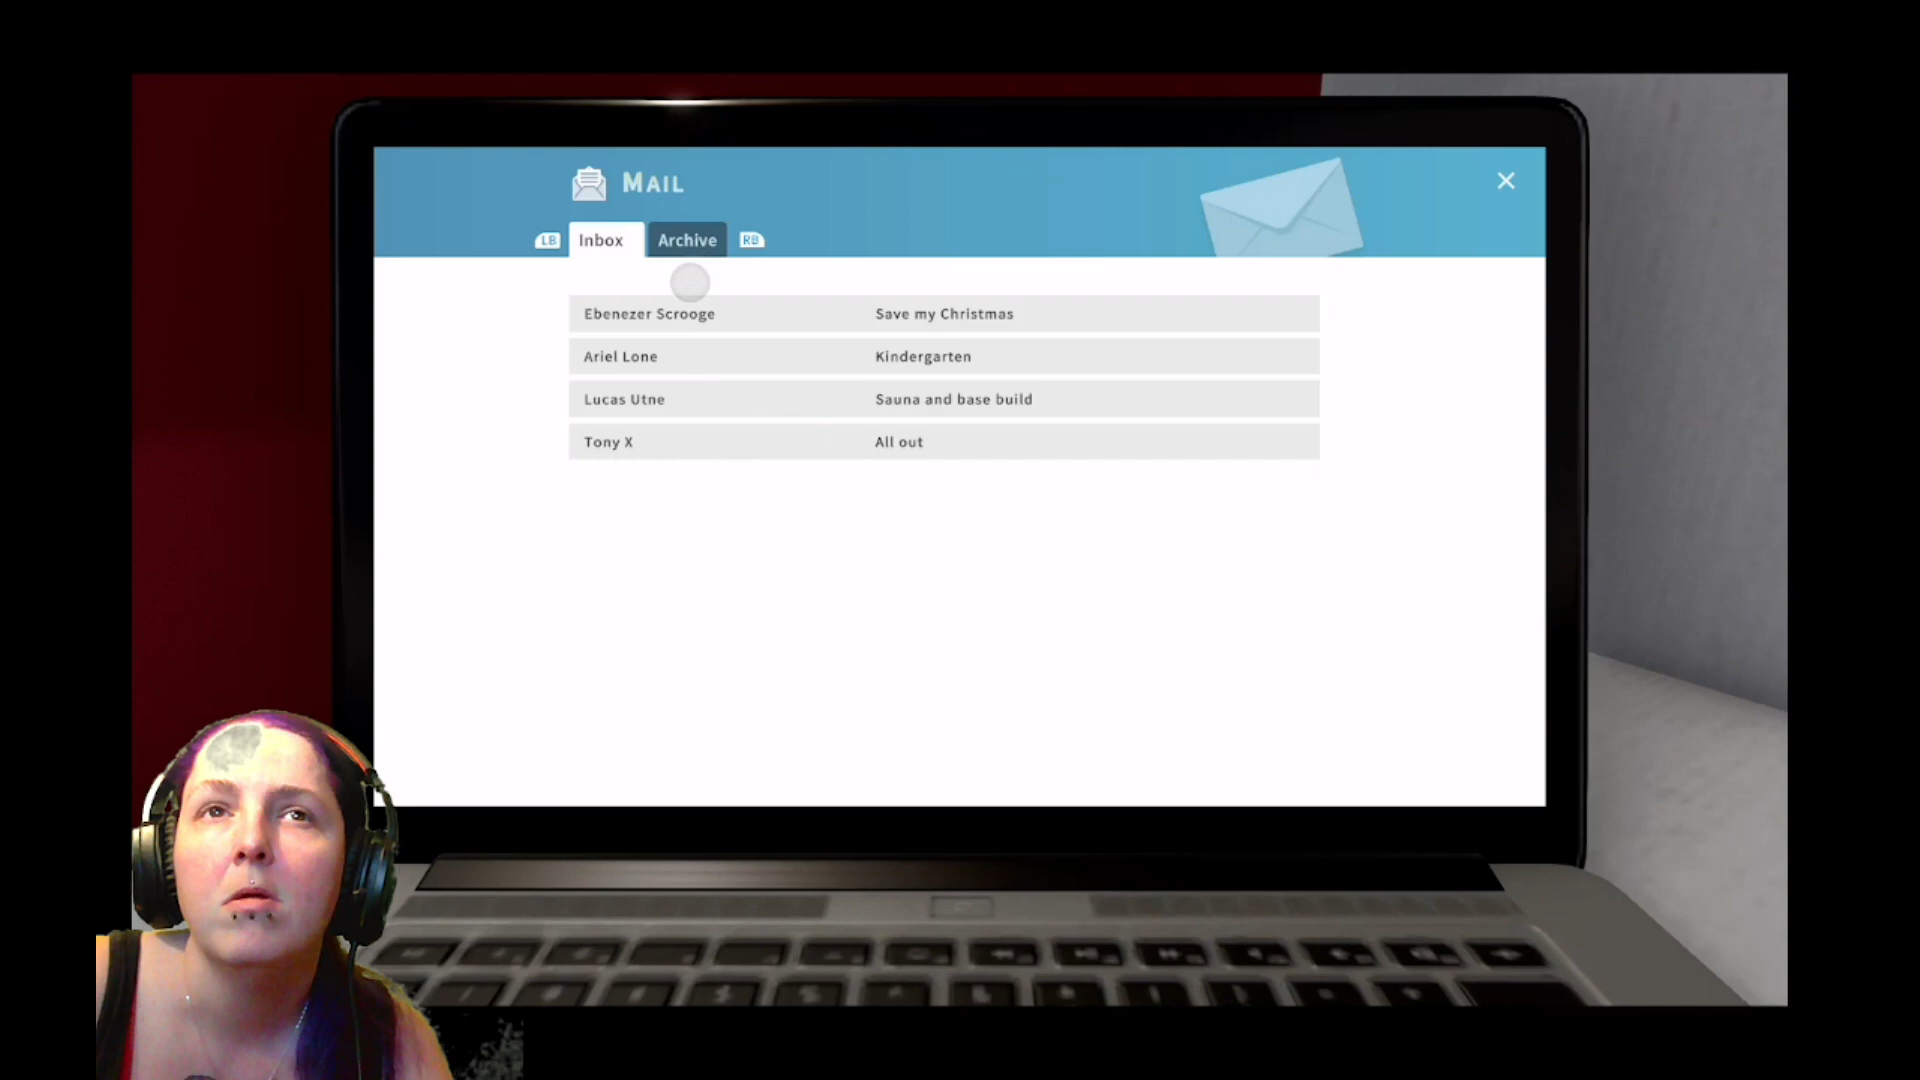 MAIL
LB Inbox Archive RB
Ebenezer Scrooge Save my Christmas
Ariel Lone Kindergarten
Lucas Utne Sauna and base build
Tony X All out